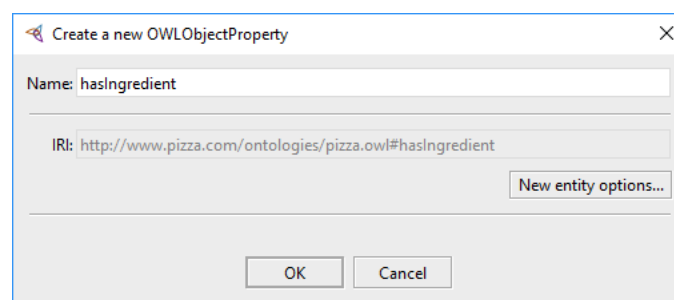 Create a new OWLObjectProperty
Name: hasIngredient
IRI: http://www.pizza.com/ontologies/pizza.owl#hasIngredient
New entity options...
OK Cancel